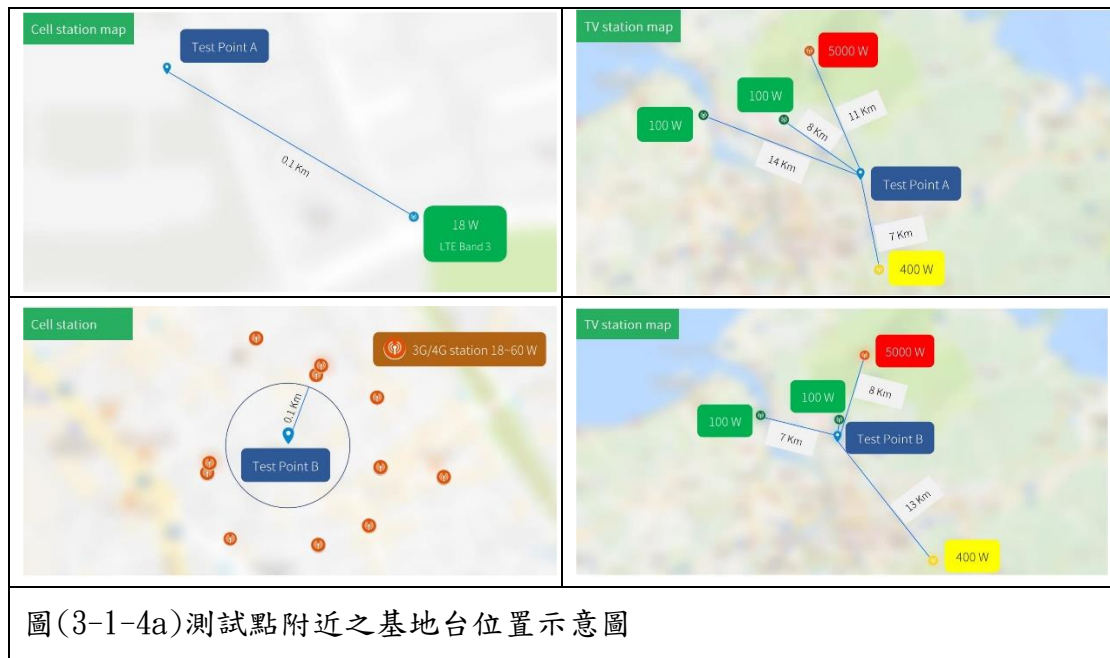 Cell station map
Test Point A
0.1 Km
18 W
LTE Band 3
TV station map
5000 W
100 W
100 W
11 Km
8 Km
14 Km
Test Point A
7 Km
400 W
Cell station
3G/4G station 18~60 W
0.1 Km
Test Point B
TV station map
5000 W
8 Km
100 W
100 W
7 Km
Test Point B
13 Km
400 W
圖(3-1-4a)測試點附近之基地台位置示意圖